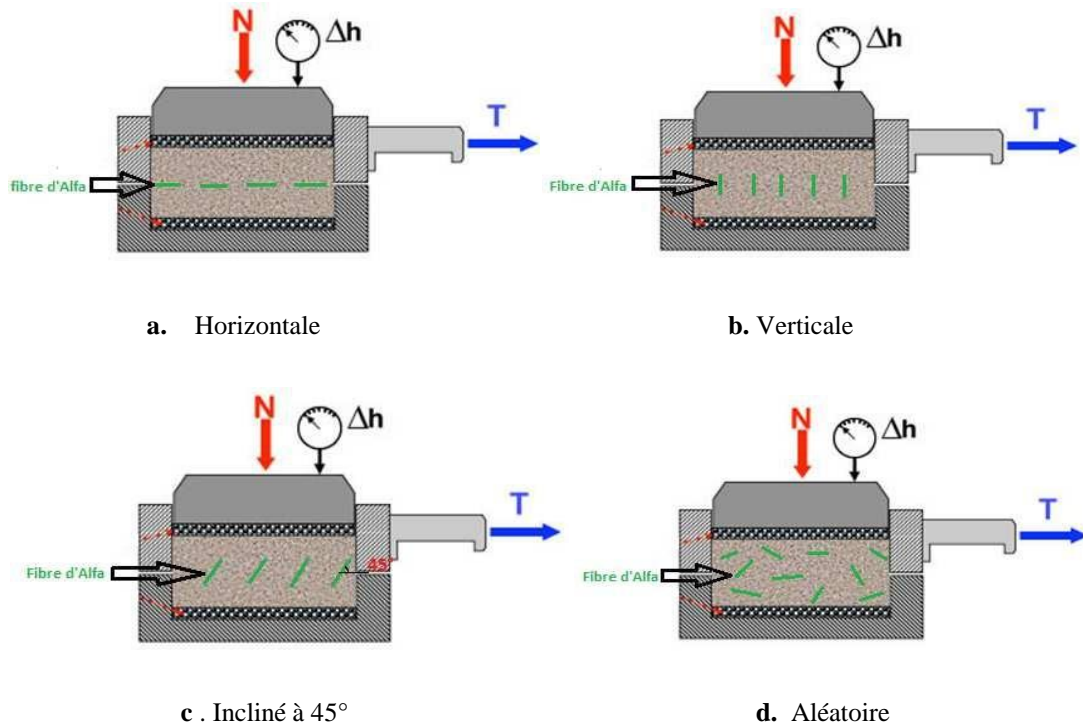 N
Δh
T
fibre d'Alfa
N
Δh
T
Fibre d'Alfa
a. Horizontale
b. Verticale
N
Δh
T
Fibre d'Alfa
45°
N
Δh
T
Fibre d'Alfa
c . Incliné à 45°
d. Aléatoire